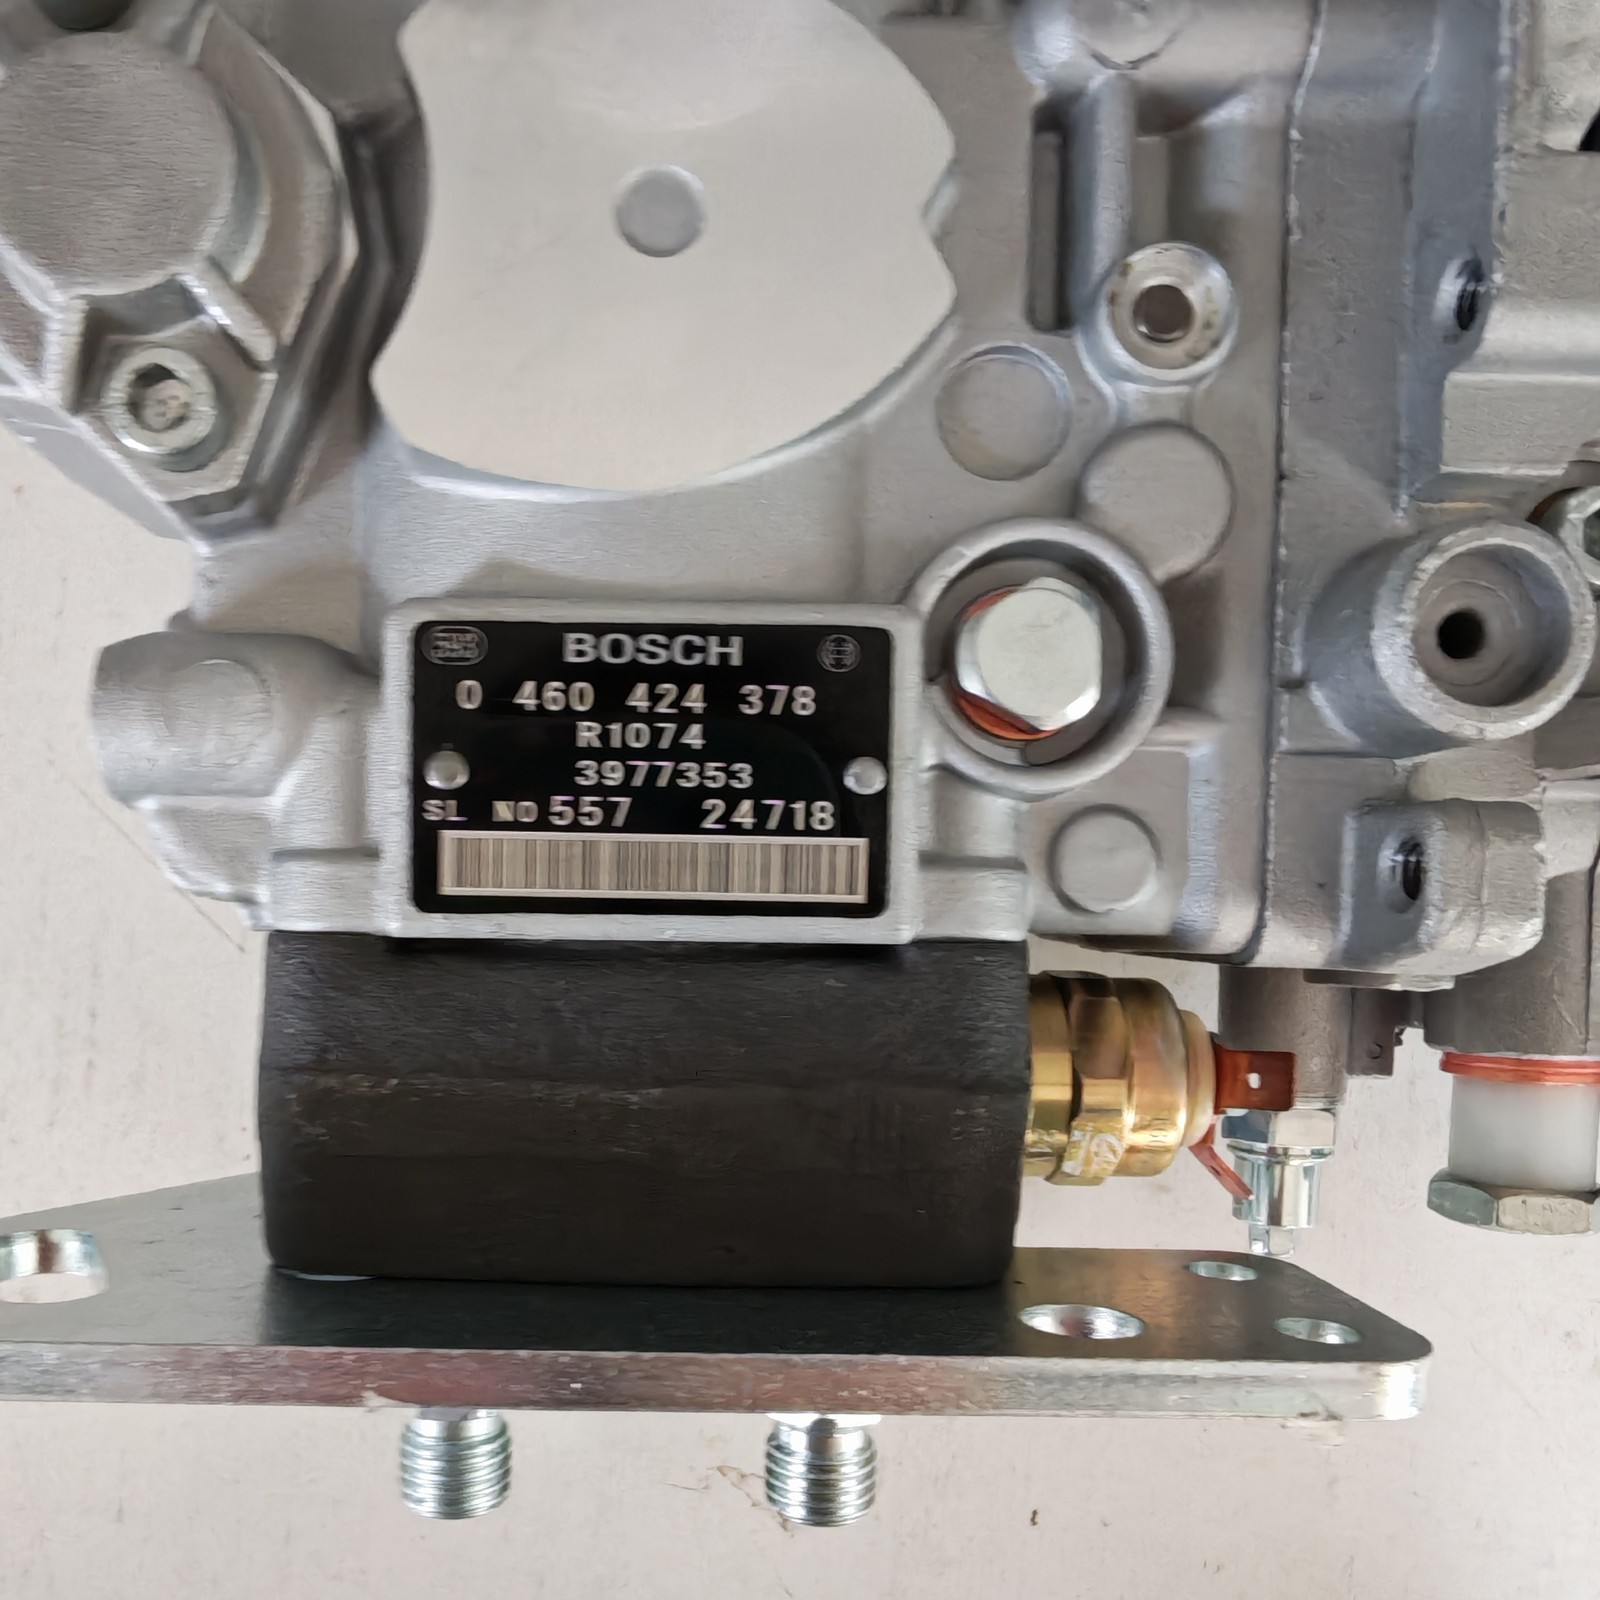 BOSCH
0 460 424 378
R1074
3977353
SL NO 557 24718